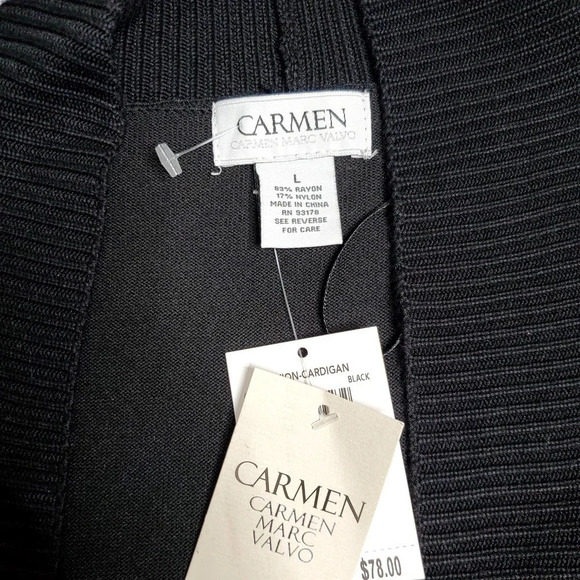 CARMEN
CARMEN MARC VALVO
L
83% RAYON
17% NYLON
MADE IN CHINA
RN 93178
SEE REVERSE
FOR CARE
ION-CARDIGAN
BLACK
CARMEN
CARMEN
MARC
VALVO
$78.00